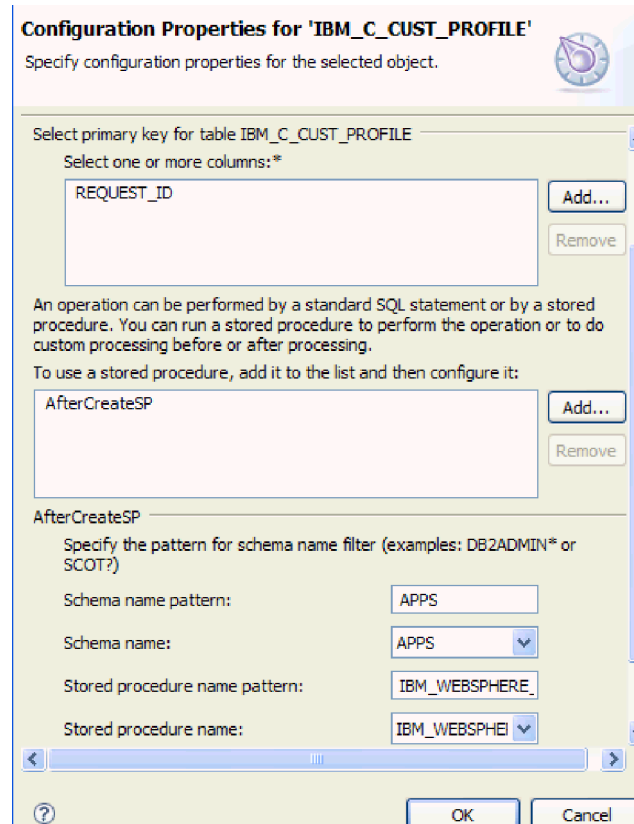 Configuration Properties for 'IBM_C_CUST_PROFILE'
Specify configuration properties for the selected object.
Select primary key for table IBM_C_CUST_PROFILE
Select one or more columns:*
REQUEST_ID
Add...
Remove
An operation can be performed by a standard SQL statement or by a stored
procedure. You can run a stored procedure to perform the operation or to do
custom processing before or after processing.
To use a stored procedure, add it to the list and then configure it:
AfterCreateSP
Add...
Remove
AfterCreateSP
Specify the pattern for schema name filter (examples: DB2ADMIN* or
SCOT?)
Schema name pattern: APPS
Schema name: APPS
Stored procedure name pattern: IBM_WEBSPHERE_
Stored procedure name: IBM_WEBSPHE
? OK Cancel